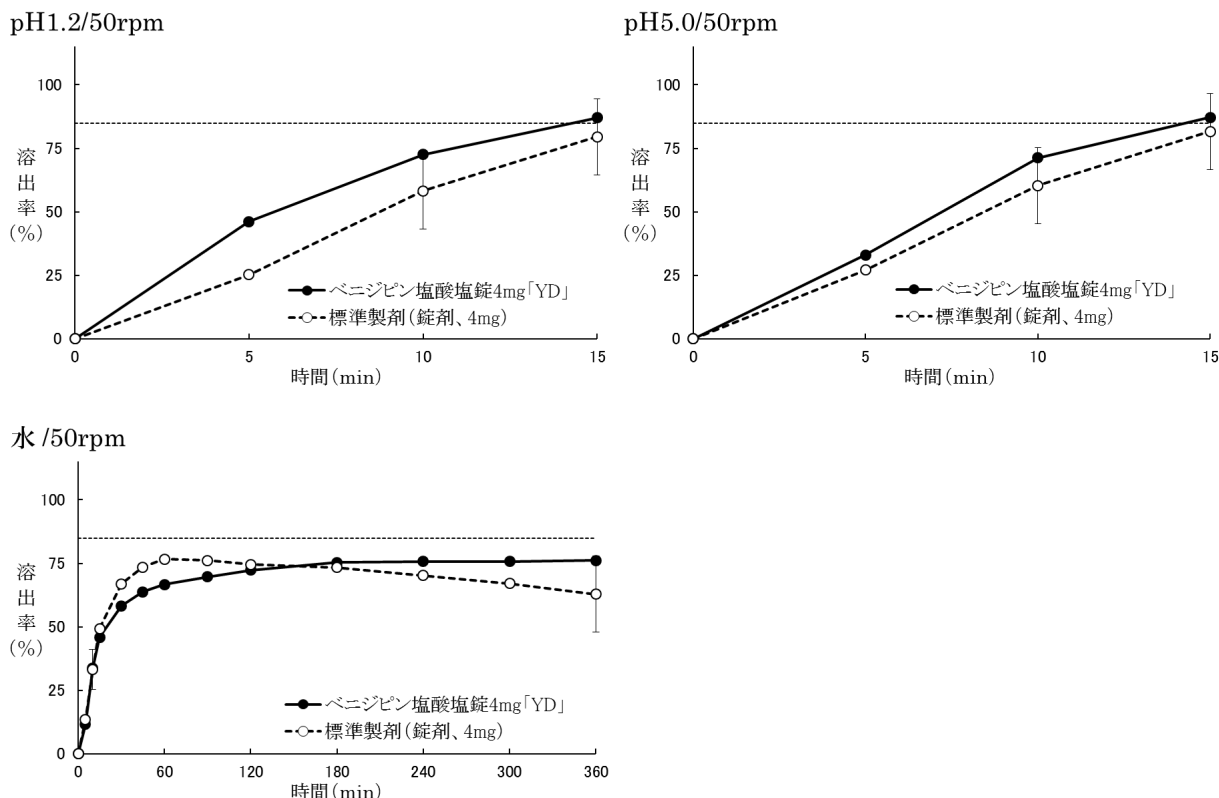 pH1.2/50rpm
100
75
50
25
0
溶出率(%)
0 5 10 15
時間(min)
ベニジピン塩酸塩錠4mg「YD」
標準製剤(錠剤、4mg)
pH5.0/50rpm
100
75
50
25
0
溶出率(%)
0 5 10 15
時間(min)
ベニジピン塩酸塩錠4mg「YD」
標準製剤(錠剤、4mg)
水 /50rpm
100
75
50
25
0
溶出率(%)
0 60 120 180 240 300 360
時間(min)
ベニジピン塩酸塩錠4mg「YD」
標準製剤(錠剤、4mg)